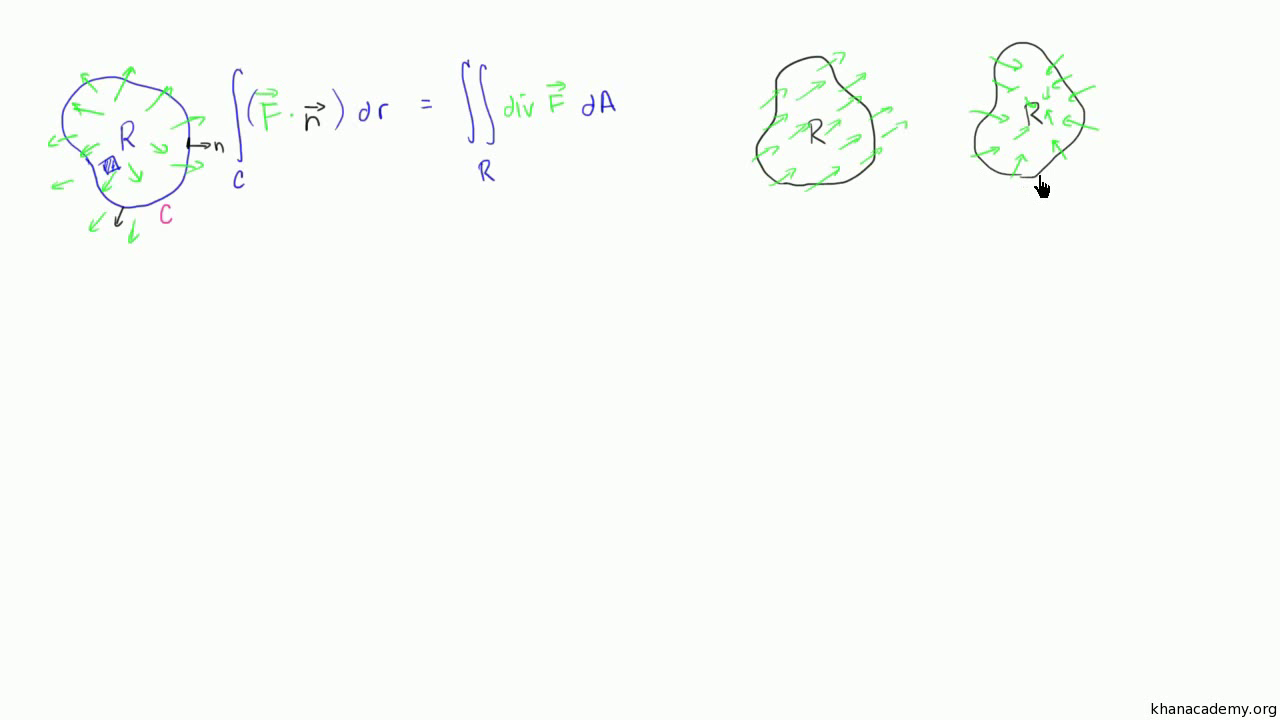 R
n
C
∫ (F⃗ · n⃗) dr = ∬ div F⃗ dA
C
R
R
R
khanacademy.org